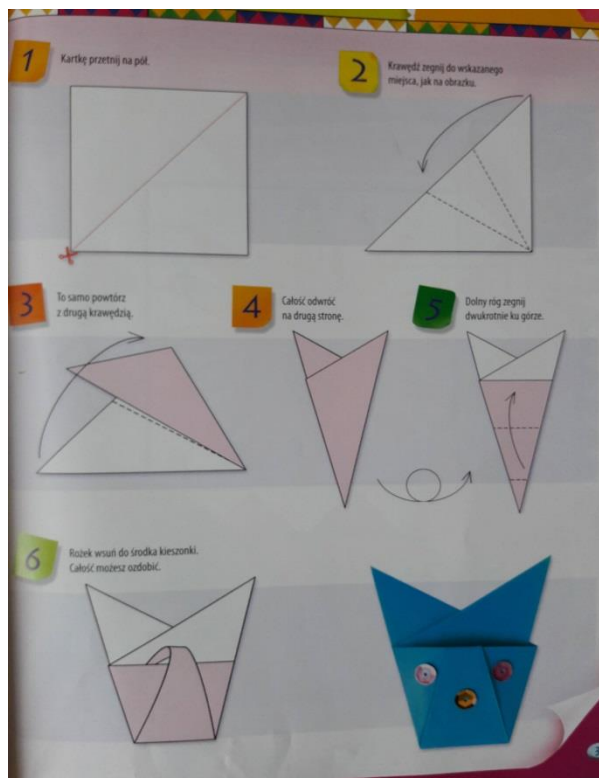 1
Kartkę przetnij na pół.
2
Krawędź zegnij do wskazanego
miejsca, jak na obrazku.
3
To samo powtórz
z drugą krawędzią.
4
Całość odwróć
na drugą stronę.
5
Dolny róg zegnij
dwukrotnie ku górze.
6
Rożek wsuń do środka kieszonki.
Całość możesz ozdobić.